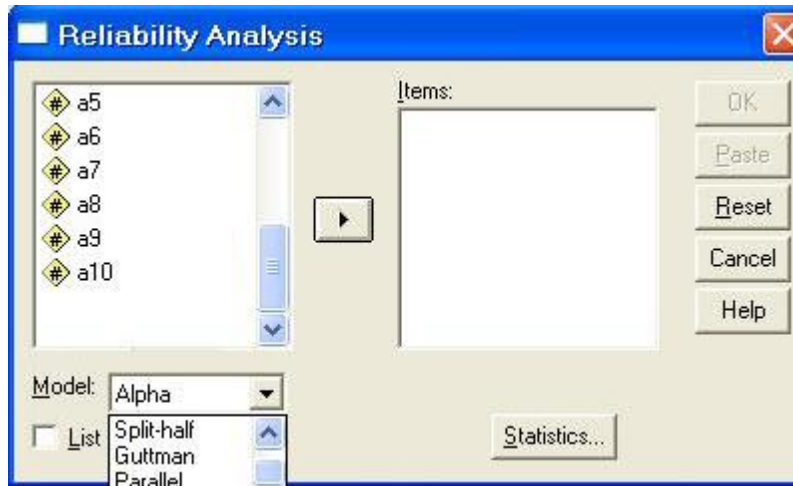 Reliability Analysis
a5
a6
a7
a8
a9
a10
Items:
OK
Paste
Reset
Cancel
Help
Model:
Alpha
List
Split-half
Guttman
Parallel
Statistics...